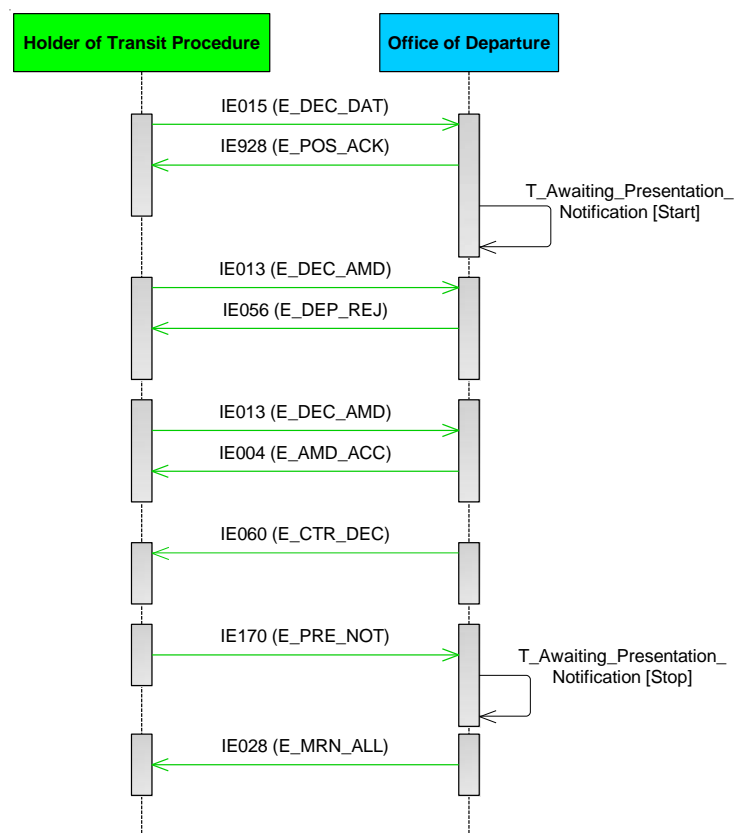 Holder of Transit Procedure
Office of Departure
IE015 (E_DEC_DAT)
IE928 (E_POS_ACK)
T_Awaiting_Presentation_
Notification [Start]
IE013 (E_DEC_AMD)
IE056 (E_DEP_REJ)
IE013 (E_DEC_AMD)
IE004 (E_AMD_ACC)
IE060 (E_CTR_DEC)
IE170 (E_PRE_NOT)
T_Awaiting_Presentation_
Notification [Stop]
IE028 (E_MRN_ALL)